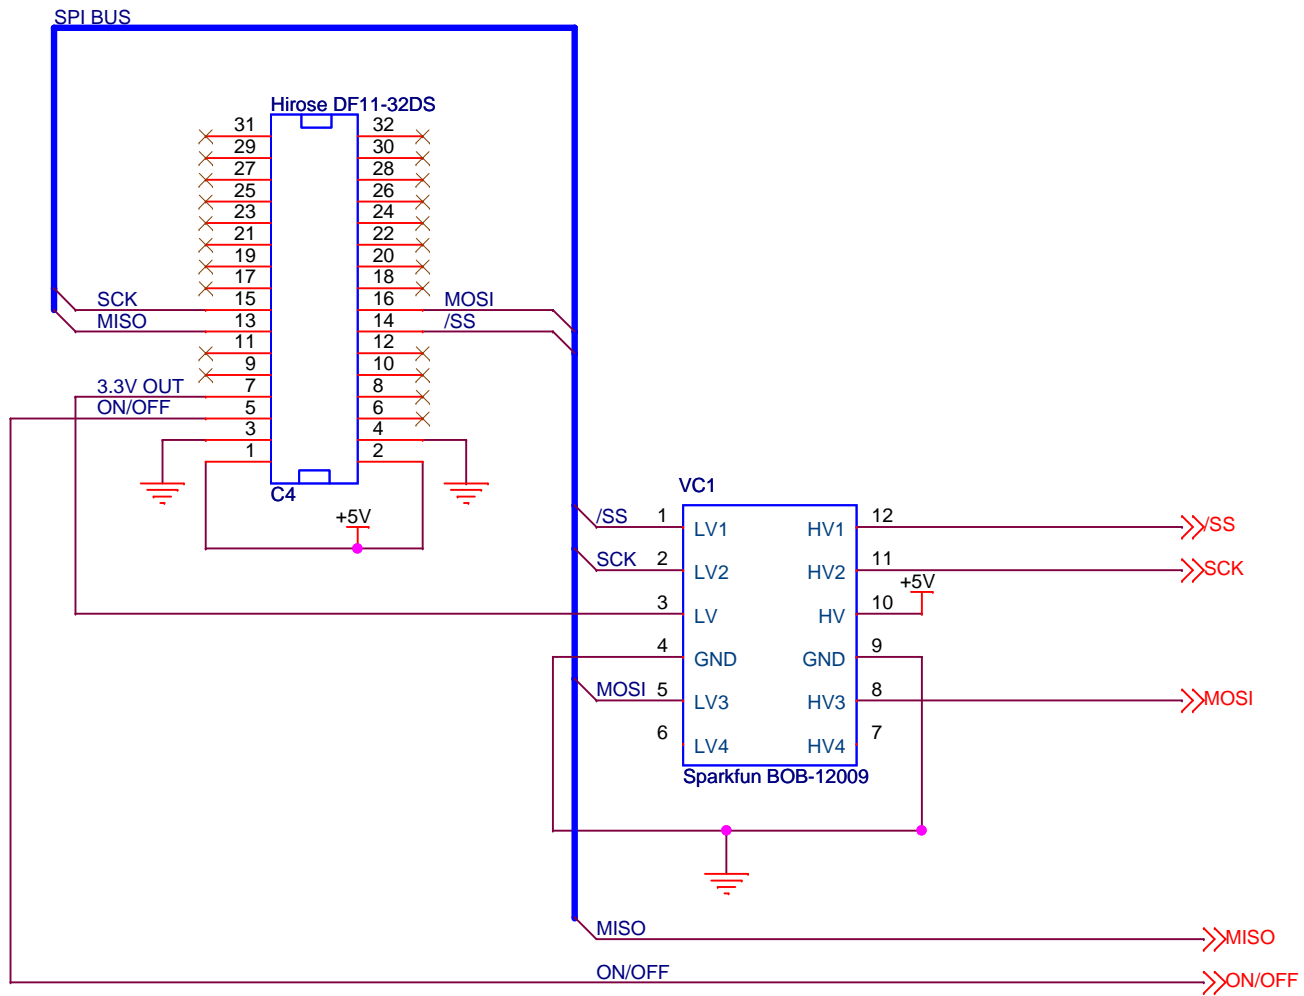 SPI BUS
Hirose DF11-32DS
31 32
29 30
27 28
25 26
23 24
21 22
19 20
17 18
SCK 15 16 MOSI
MISO 13 14 /SS
11 12
9 10
3.3V OUT 7 8
ON/OFF 5 6
3 4
1 2
C4
+5V
VC1
/SS 1 LV1 HV1 12 /SS
SCK 2 LV2 HV2 11 SCK
+5V
3 LV HV 10
4 GND GND 9
MOSI 5 LV3 HV3 8 MOSI
6 LV4 HV4 7
Sparkfun BOB-12009
MISO MISO
ON/OFF ON/OFF